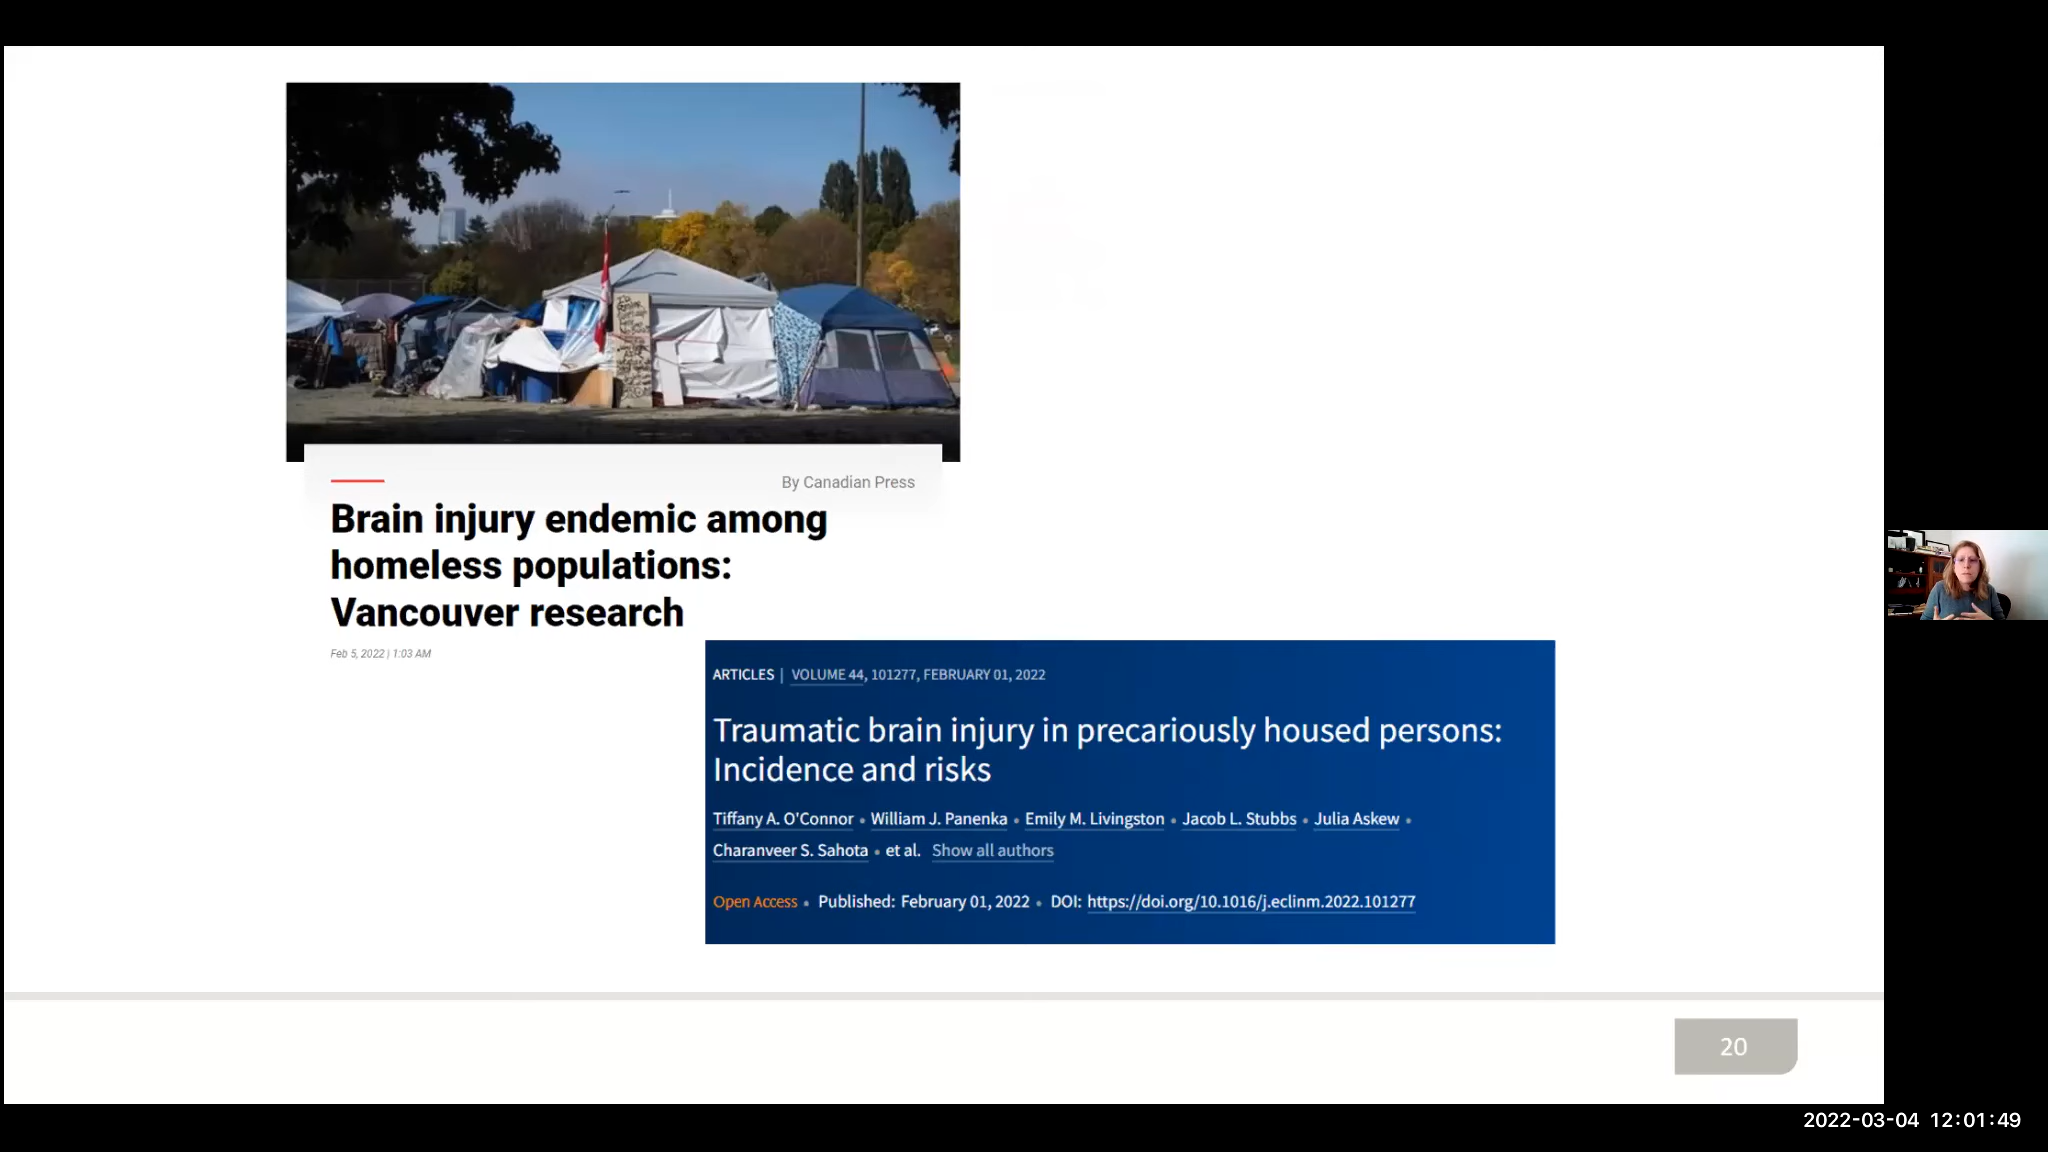 By Canadian Press
Brain injury endemic among
homeless populations:
Vancouver research
Feb 5, 2022 | 1:03 AM
ARTICLES | VOLUME 44, 101277, FEBRUARY 01, 2022
Traumatic brain injury in precariously housed persons:
Incidence and risks
Tiffany A. O'Connor • William J. Panenka • Emily M. Livingston • Jacob L. Stubbs • Julia Askew •
Charanveer S. Sahota • et al. Show all authors
Open Access • Published: February 01, 2022 • DOI: https://doi.org/10.1016/j.eclinm.2022.101277
20
2022-03-04 12:01:49